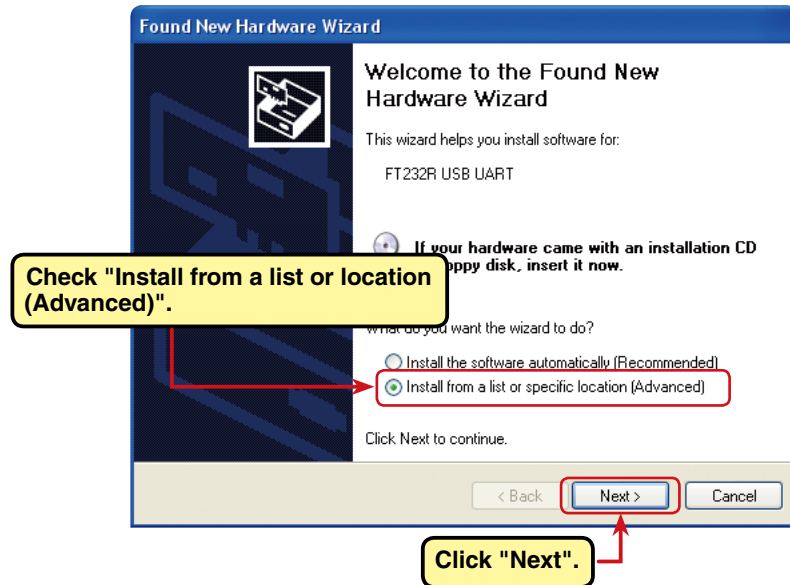 Found New Hardware Wizard
Welcome to the Found New
Hardware Wizard
This wizard helps you install software for:
FT232R USB UART
If your hardware came with an installation CD
oppy disk, insert it now.
Check "Install from a list or location
(Advanced)".
do you want the wizard to do?
Install the software automatically (Recommended)
Install from a list or specific location (Advanced)
Click Next to continue.
< Back
Next >
Cancel
Click "Next".